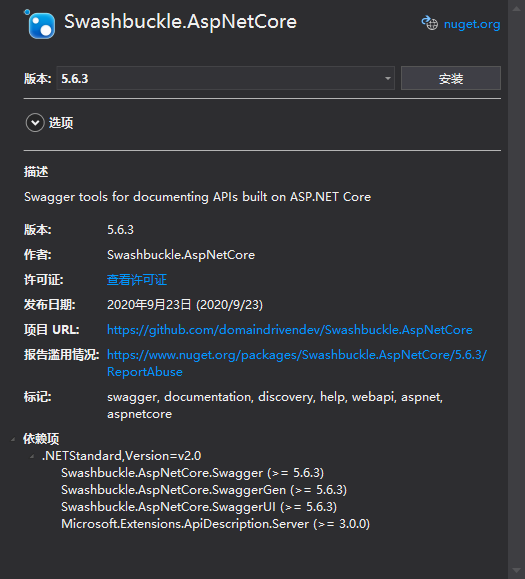 Swashbuckle.AspNetCore
nuget.org
版本: 5.6.3 安装
选项
描述
Swagger tools for documenting APIs built on ASP.NET Core
版本: 5.6.3
作者: Swashbuckle.AspNetCore
许可证: 查看许可证
发布日期: 2020年9月23日 (2020/9/23)
项目 URL: https://github.com/domaindrivendev/Swashbuckle.AspNetCore
报告滥用情况: https://www.nuget.org/packages/Swashbuckle.AspNetCore/5.6.3/
ReportAbuse
标记: swagger, documentation, discovery, help, webapi, aspnet,
aspnetcore
依赖项
.NETStandard,Version=v2.0
Swashbuckle.AspNetCore.Swagger (>= 5.6.3)
Swashbuckle.AspNetCore.SwaggerGen (>= 5.6.3)
Swashbuckle.AspNetCore.SwaggerUI (>= 5.6.3)
Microsoft.Extensions.ApiDescription.Server (>= 3.0.0)